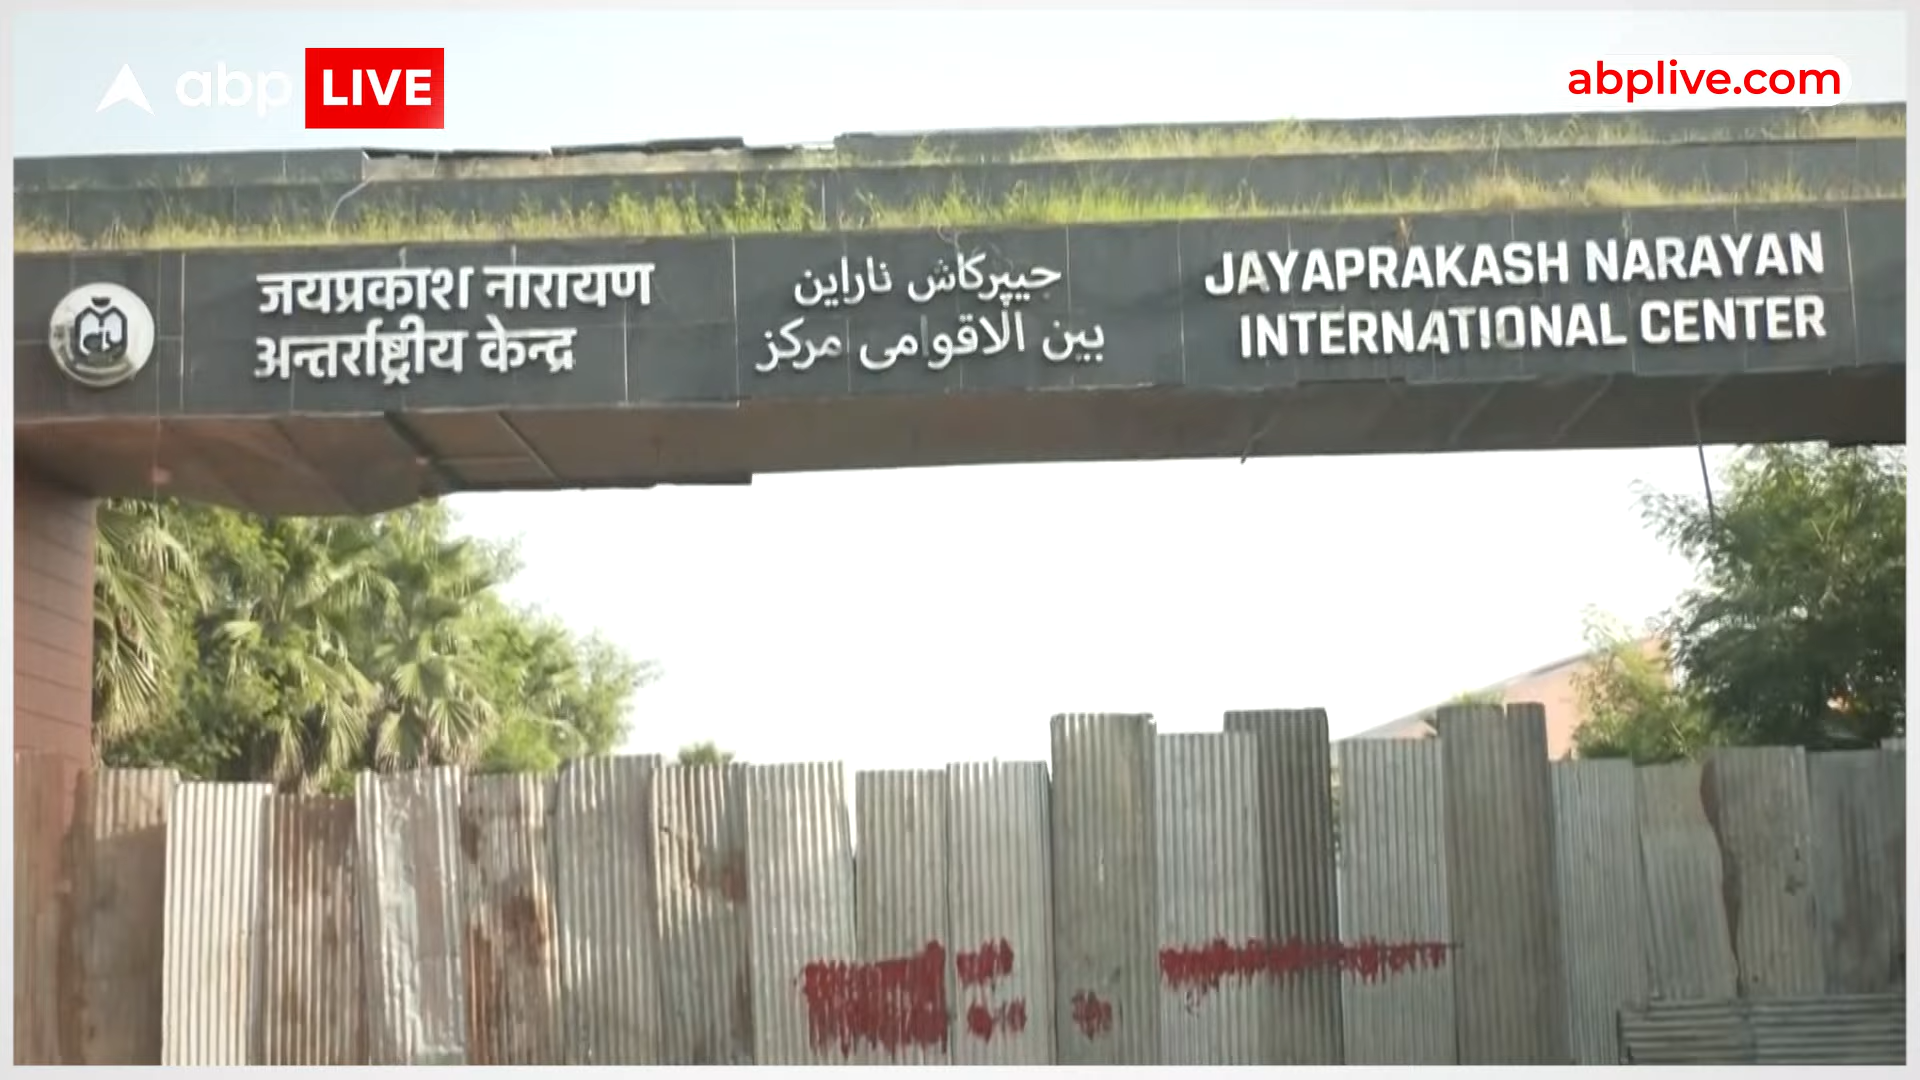 abp LIVE
abplive.com
जयप्रकाश नारायण
अन्तर्राष्ट्रीय केन्द्र
جیپرکاش ناراین
بین الاقوامی مرکز
JAYAPRAKASH NARAYAN
INTERNATIONAL CENTER